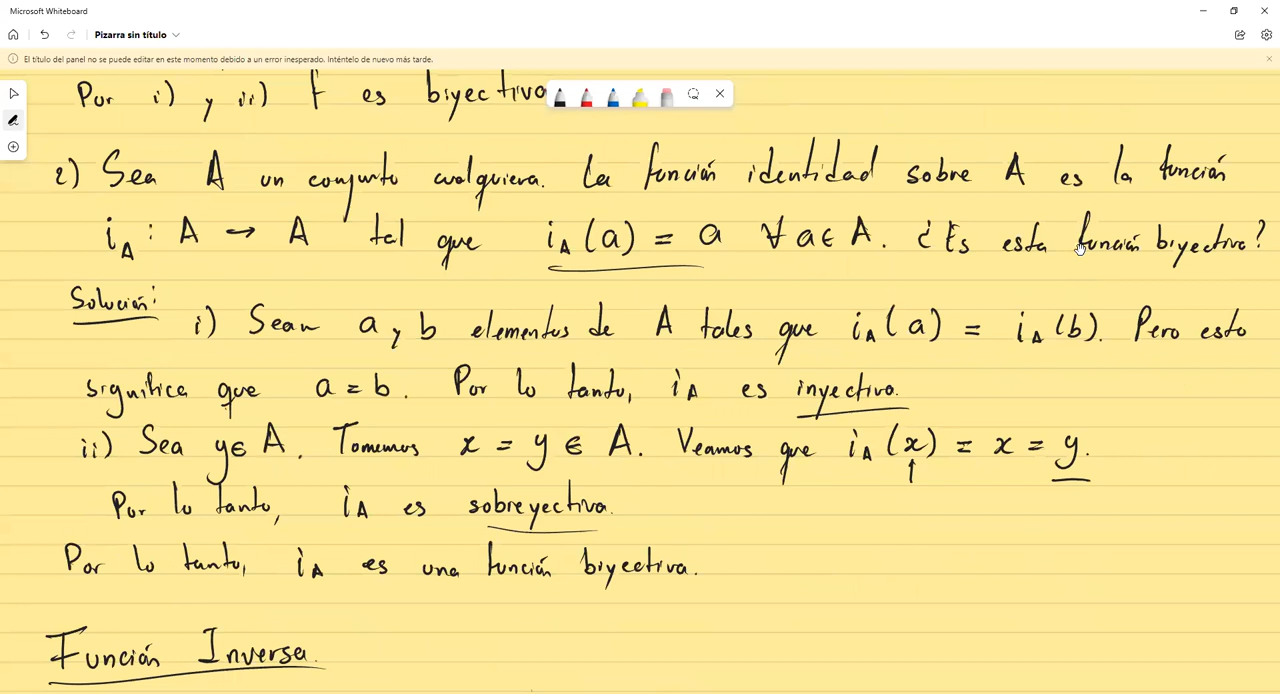 Microsoft Whiteboard
Pizarra sin título
El título del panel no se puede editar en este momento debido a un error inesperado. Inténtelo de nuevo más tarde.
Por i) y ii) f es biyectiva
2) Sea A un conjunto cualquiera. La función identidad sobre A es la función
i_A : A → A tal que i_A(a) = a ∀ a ∈ A. ¿Es esta función biyectiva?
Solución:
i) Sean a y b elementos de A tales que i_A(a) = i_A(b). Pero esto
significa que a = b. Por lo tanto, i_A es inyectiva.
ii) Sea y ∈ A. Tomemos x = y ∈ A. Veamos que i_A(x) = x = y.
Por lo tanto, i_A es sobreyectiva.
Por lo tanto, i_A es una función biyectiva.
Función Inversa.